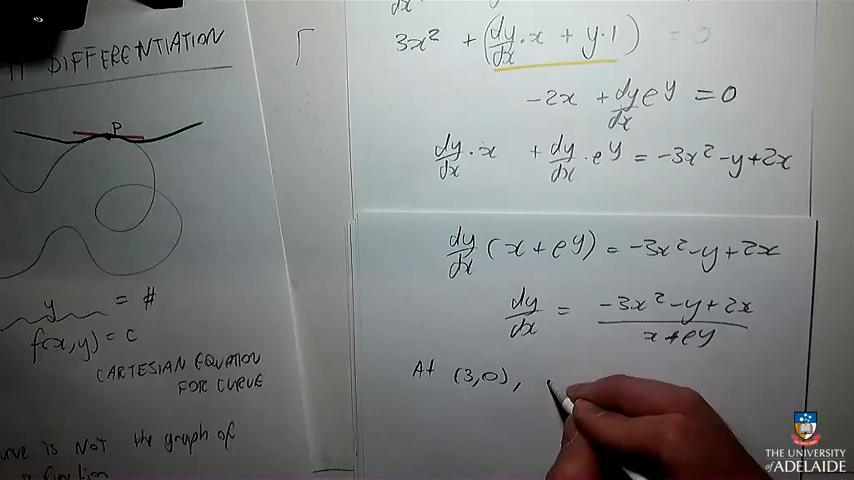 DIFFERENTIATION
P
y = #
f(x,y) = C
CARTESIAN EQUATION
FOR CURVE
is NOT the graph of
function
3x² + (dy/dx · x + y · 1) = 0
-2x + dy/dx e^y = 0
dy/dx · x + dy/dx · e^y = -3x² - y + 2x
dy/dx (x + e^y) = -3x² - y + 2x
dy/dx = (-3x² - y + 2x)/(x + e^y)
At (3,0),
THE UNIVERSITY
of ADELAIDE